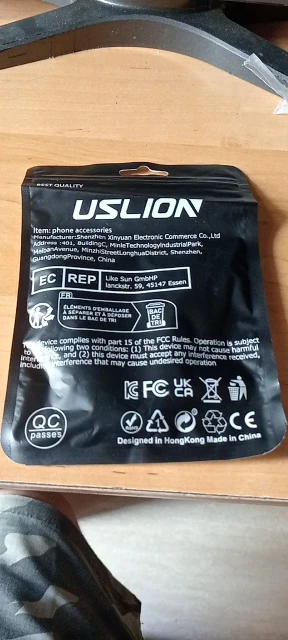 BEST QUALITY
USLION
Item: phone accessories
Manufacturer:Shenzhen Xinyuan Electronic Commerce Co.,Ltd
Address :401, BuildingC, MinleTechnologyIndustrialPark,
MeibanAvenue, MinzhiStreetLonghuaDistrict, Shenzhen,
GuangdongProvince, China
EC REP Like Sun GmbHP
lanckstr. 59, 45147 Essen
FR
ÉLÉMENTS D'EMBALLAGE
À SÉPARER ET À DÉPOSER
DANS LE BAC DE TRI
BAC
DE
TRI
device complies with part 15 of the FCC Rules. Operation is subject
to following two conditions: (1) This device may not cause harmful
and (2) this device must accept any interference received,
interference that may cause undesired operation
FC UK
CA
QC
passes
CE
Designed in HongKong Made in China